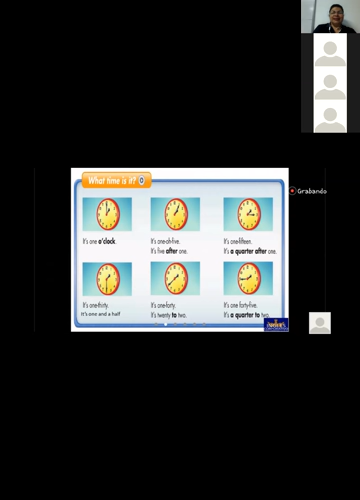 What time is it?
Grabando
It's one o'clock
It's one-oh-five.
It's five after one.
It's one-fifteen.
It's a quarter after one.
It's one-thirty.
It's one and a half
It's one-forty.
It's twenty to two.
It's one forty-five.
It's a quarter to two.